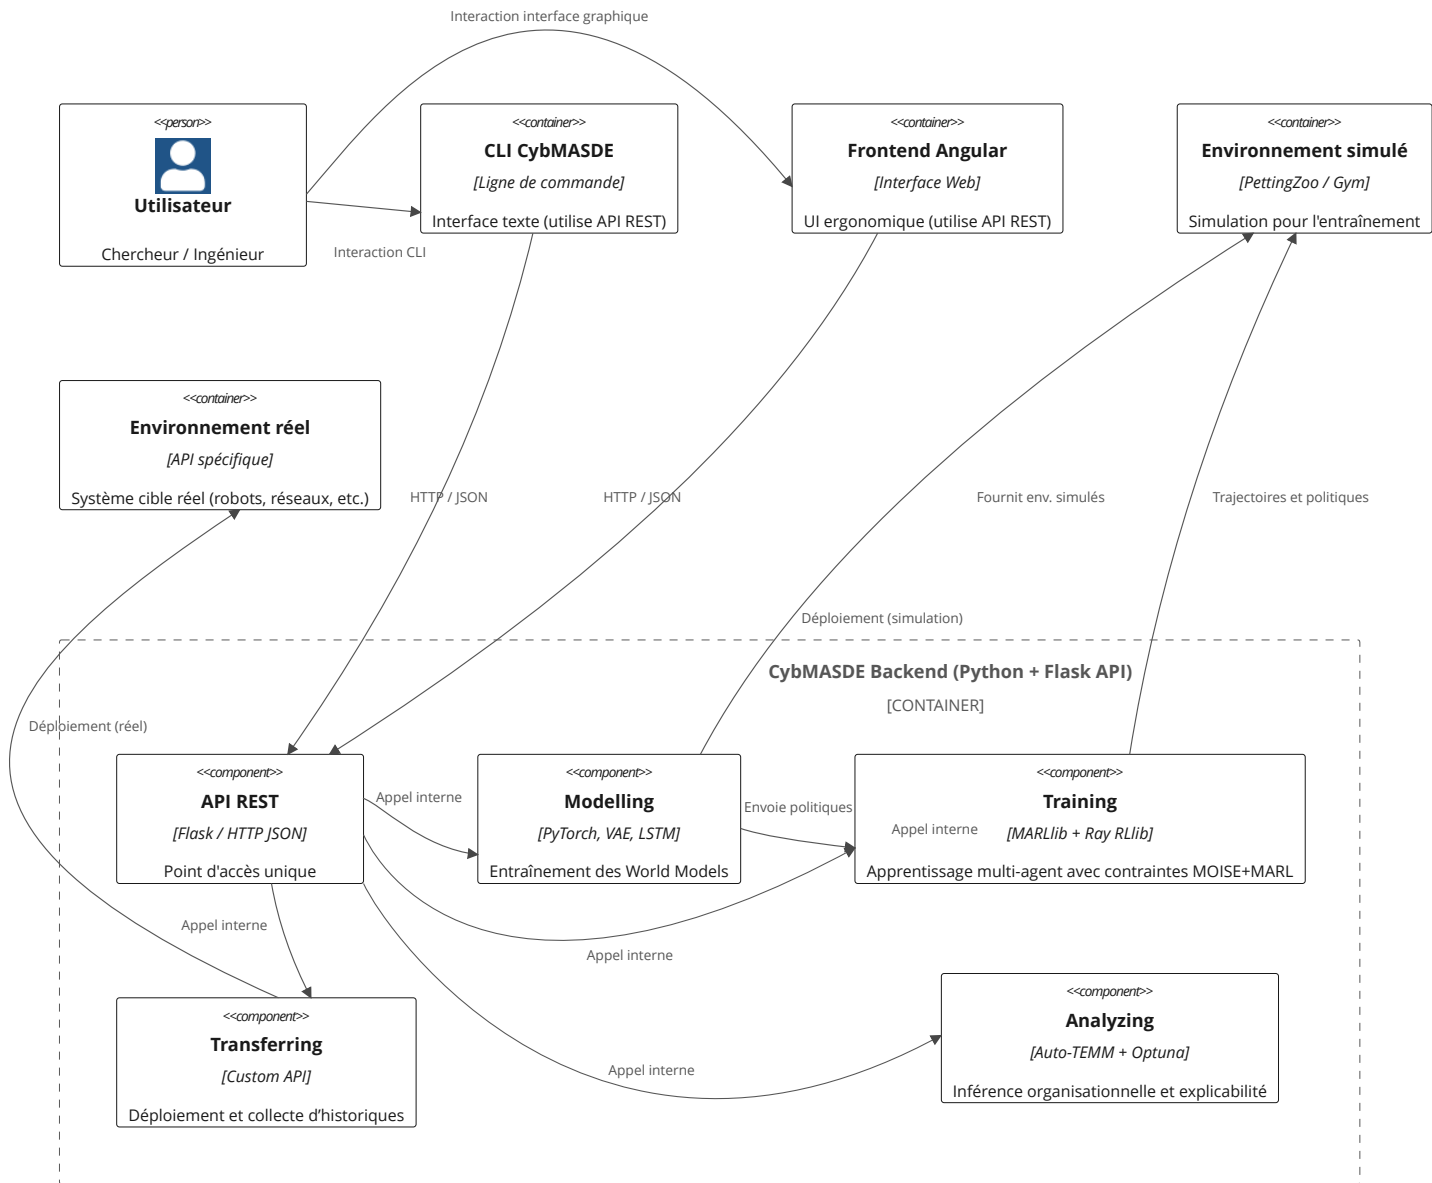 Interaction interface graphique
<<person>>
Utilisateur
Chercheur / Ingénieur
<<container>>
CLI CybMASDE
[Ligne de commande]
Interface texte (utilise API REST)
<<container>>
Frontend Angular
[Interface Web]
UI ergonomique (utilise API REST)
<<container>>
Environnement simulé
[PettingZoo / Gym]
Simulation pour l'entraînement
Interaction CLI
<<container>>
Environnement réel
[API spécifique]
Système cible réel (robots, réseaux, etc.)
HTTP / JSON
HTTP / JSON
Fournit env. simulés
Trajectoires et politiques
Déploiement (simulation)
CybMASDE Backend (Python + Flask API)
[CONTAINER]
Déploiement (réel)
<<component>>
API REST
[Flask / HTTP JSON]
Point d'accès unique
Appel interne
<<component>>
Modelling
[PyTorch, VAE, LSTM]
Entraînement des World Models
Envoie politiques
<<component>>
Training
[MARLlib + Ray RLlib]
Apprentissage multi-agent avec contraintes MOISE+MARL
Appel interne
Appel interne
Appel interne
<<component>>
Transferring
[Custom API]
Déploiement et collecte d’historiques
Appel interne
<<component>>
Analyzing
[Auto-TEMM + Optuna]
Inférence organisationnelle et explicabilité